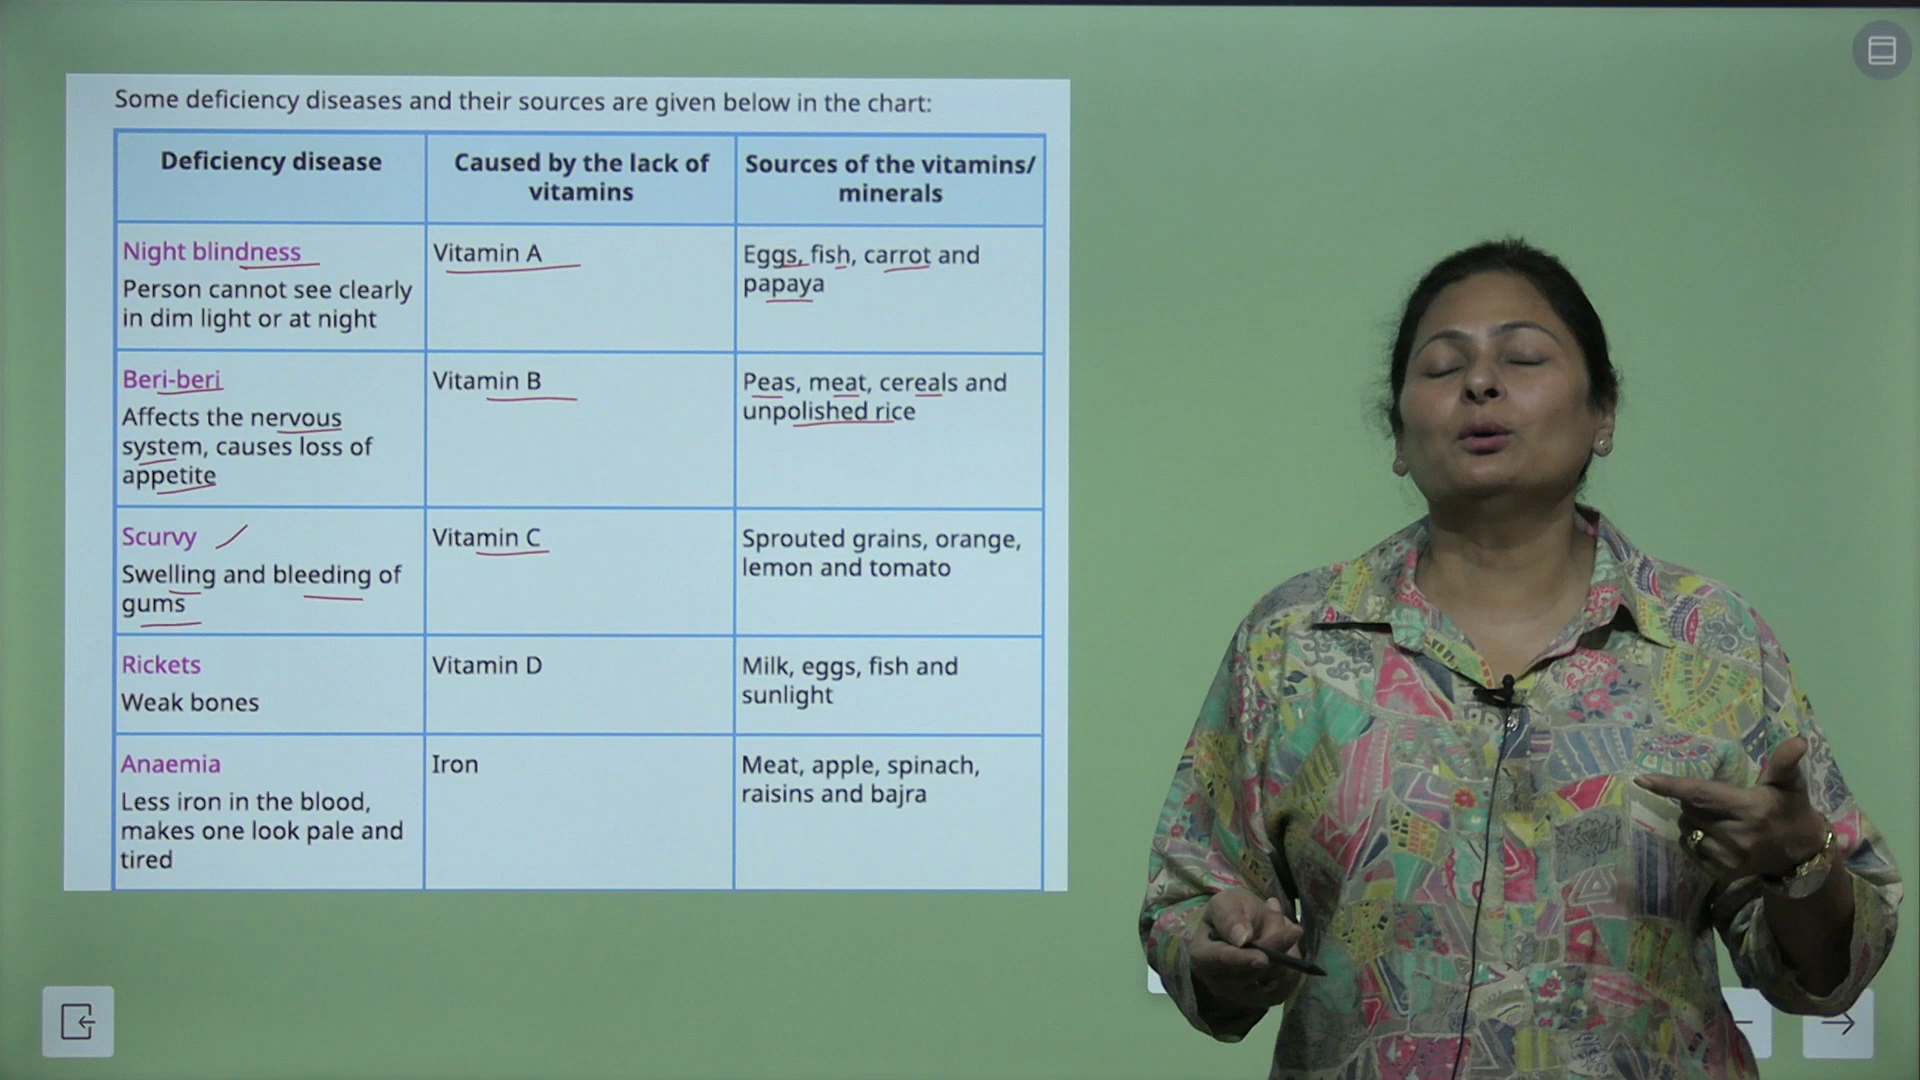 Some deficiency diseases and their sources are given below in the chart:
Deficiency disease
Caused by the lack of
vitamins
Sources of the vitamins/
minerals
Night blindness
Person cannot see clearly
in dim light or at night
Vitamin A
Eggs, fish, carrot and
papaya
Beri-beri
Affects the nervous
system, causes loss of
appetite
Vitamin B
Peas, meat, cereals and
unpolished rice
Scurvy
Swelling and bleeding of
gums
Vitamin C
Sprouted grains, orange,
lemon and tomato
Rickets
Weak bones
Vitamin D
Milk, eggs, fish and
sunlight
Anaemia
Less iron in the blood,
makes one look pale and
tired
Iron
Meat, apple, spinach,
raisins and bajra